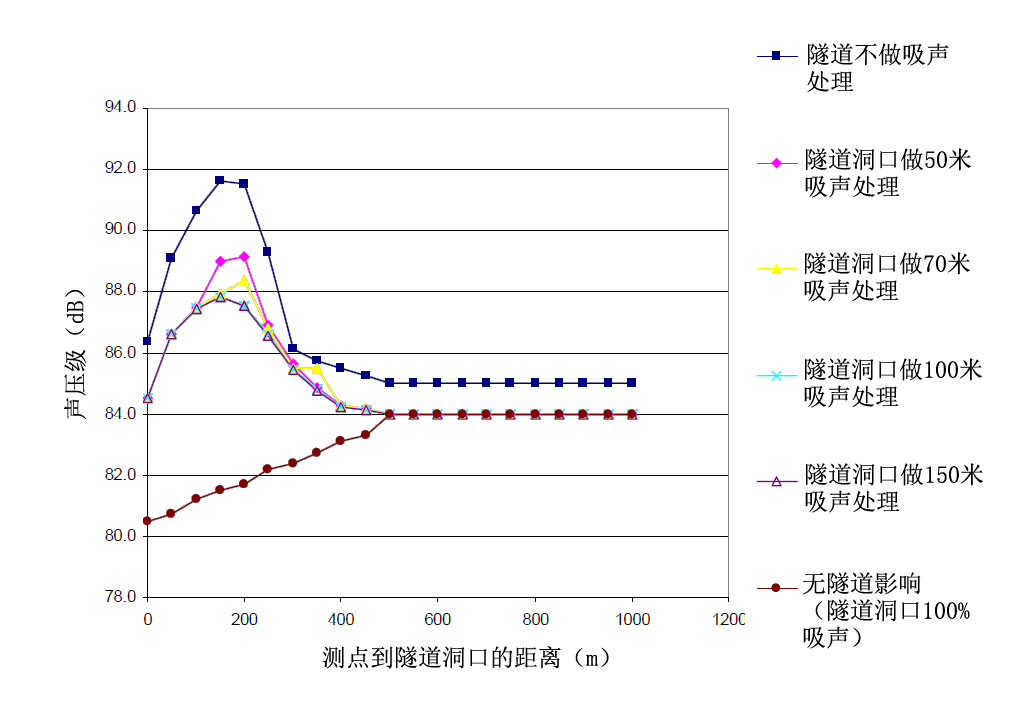 隧道不做吸声
处理
隧道洞口做50米
吸声处理
隧道洞口做70米
吸声处理
隧道洞口做100米
吸声处理
隧道洞口做150米
吸声处理
无隧道影响
（隧道洞口100%
吸声）
声压级（dB）
94.0
92.0
90.0
88.0
86.0
84.0
82.0
80.0
78.0
0 200 400 600 800 1000 1200
测点到隧道洞口的距离（m）